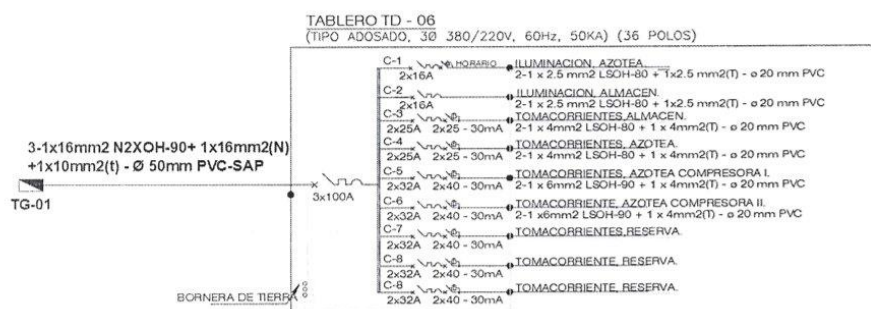 TABLERO TD - 06
(TIPO ADOSADO, 3Ø 380/220V, 60Hz, 50KA) (36 POLOS)
C-1 HORARIO ILUMINACION, AZOTEA.
2x16A 2-1 x 2.5 mm2 LSOH-80 + 1x2.5 mm2(T) - ø 20 mm PVC
C-2 ILUMINACION, ALMACEN.
2x16A 2-1 x 2.5 mm2 LSOH-80 + 1x2.5 mm2(T) - ø 20 mm PVC
C-3 TOMACORRIENTES, ALMACEN.
2x25A 2x25 - 30mA 2-1 x 4mm2 LSOH-80 + 1 x 4mm2(T) - ø 20 mm PVC
C-4 TOMACORRIENTES, AZOTEA.
2x25A 2x25 - 30mA 2-1 x 4mm2 LSOH-80 + 1 x 4mm2(T) - ø 20 mm PVC
C-5 TOMACORRIENTES, AZOTEA COMPRESORA I.
2x32A 2x40 - 30mA 2-1 x 6mm2 LSOH-90 + 1 x 4mm2(T) - ø 20 mm PVC
C-6 TOMACORRIENTE, AZOTEA COMPRESORA II.
2x32A 2x40 - 30mA 2-1 x6mm2 LSOH-90 + 1 x 4mm2(T) - ø 20 mm PVC
C-7 TOMACORRIENTES,RESERVA.
2x32A 2x40 - 30mA
C-8 TOMACORRIENTE, RESERVA.
2x32A 2x40 - 30mA
C-8 TOMACORRIENTE, RESERVA.
2x32A 2x40 - 30mA
3-1x16mm2 N2XOH-90+ 1x16mm2(N)
+1x10mm2(t) - Ø 50mm PVC-SAP
TG-01
3x100A
BORNERA DE TIERRA